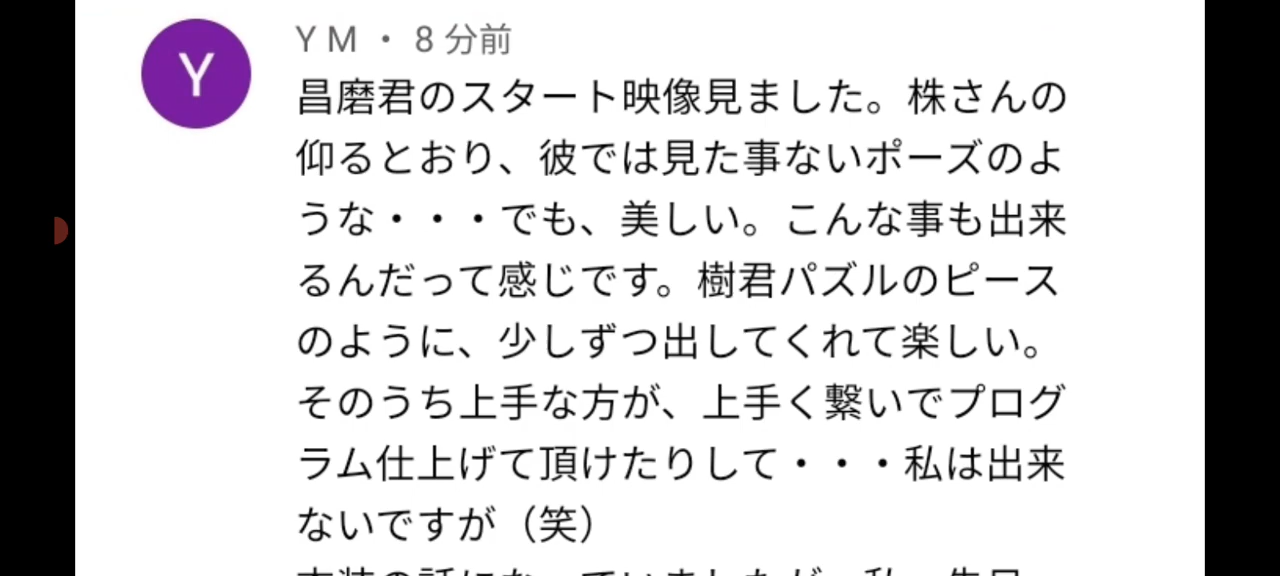 Y
Y M ・ 8 分前
昌磨君のスタート映像見ました。株さんの
仰るとおり、彼では見た事ないポーズのよ
うな・・・でも、美しい。こんな事も出来
るんだって感じです。樹君パズルのピース
のように、少しずつ出してくれて楽しい。
そのうち上手な方が、上手く繋いでプログ
ラム仕上げて頂けたりして・・・私は出来
ないですが（笑）